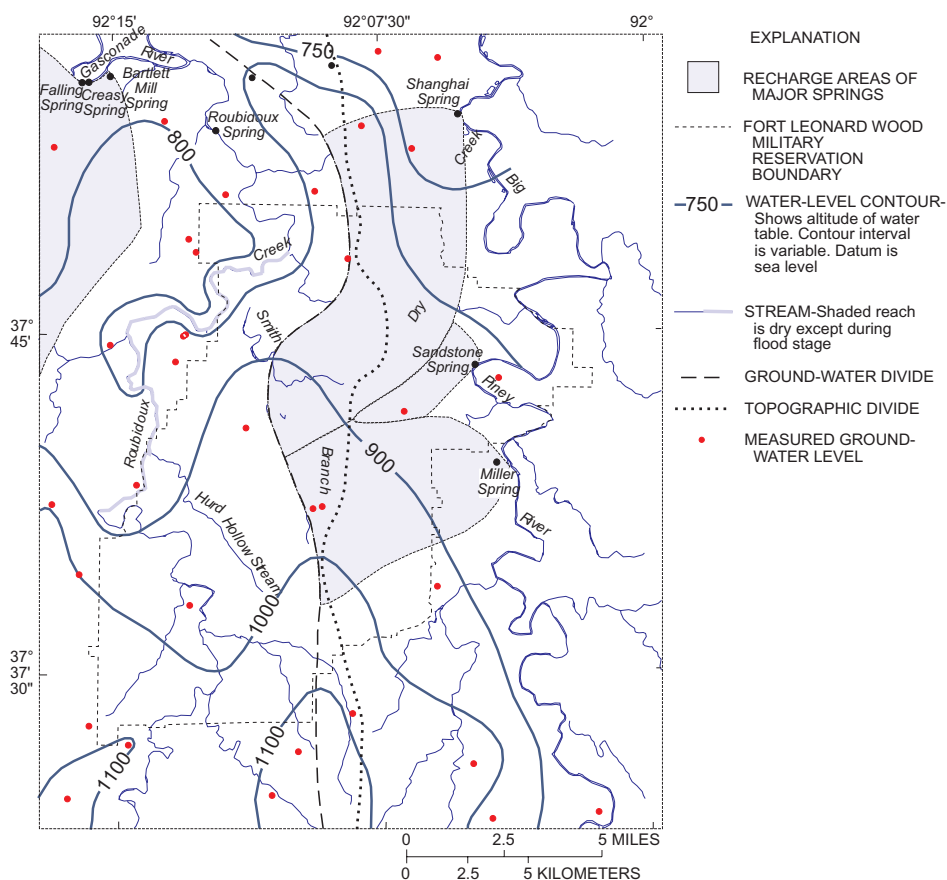 92°15'
92°07'30"
92°
Gasconade
River
750
Falling
Spring
Creasy
Spring
Bartlett
Mill
Spring
Roubidoux
Spring
Shanghai
Spring
Creek
Big
800
Creek
Smith
Dry
Sandstone
Spring
Piney
37°
45'
Roubidoux
Branch
900
Miller
Spring
River
Hurd Hollow Stream
1000
37°
37'
30"
1100
1100
0 2.5 5 MILES
0 2.5 5 KILOMETERS
EXPLANATION
RECHARGE AREAS OF
MAJOR SPRINGS
FORT LEONARD WOOD
MILITARY
RESERVATION
BOUNDARY
750 WATER-LEVEL CONTOUR-
Shows altitude of water
table. Contour interval
is variable. Datum is
sea level
STREAM-Shaded reach
is dry except during
flood stage
GROUND-WATER DIVIDE
TOPOGRAPHIC DIVIDE
MEASURED GROUND-
WATER LEVEL